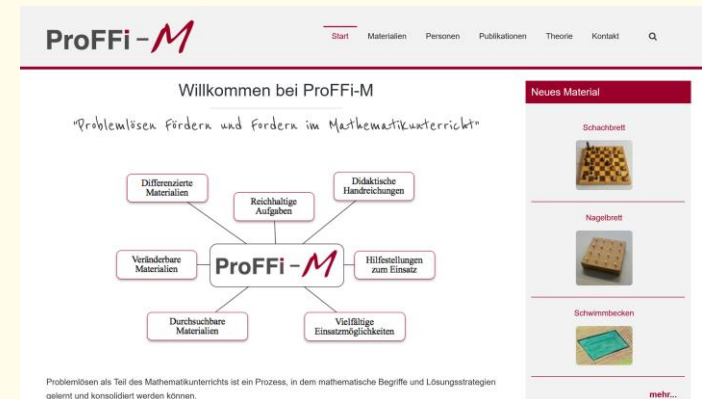 ProFFi-M
Start Materialien Personen Publikationen Theorie Kontakt
Willkommen bei ProFFi-M
"Problemlösen Fördern und Fordern im Mathematikunterricht"
Differenzierte
Materialien
Reichhaltige
Aufgaben
Didaktische
Handreichungen
Veränderbare
Materialien
ProFFi-M
Hilfestellungen
zum Einsatz
Durchsuchbare
Materialien
Vielfältige
Einsatzmöglichkeiten
Problemlösen als Teil des Mathematikunterrichts ist ein Prozess, in dem mathematische Begriffe und Lösungsstrategien
gelernt und konsolidiert werden können.
Neues Material
Schachbrett
Nagelbrett
Schwimmbecken
mehr...